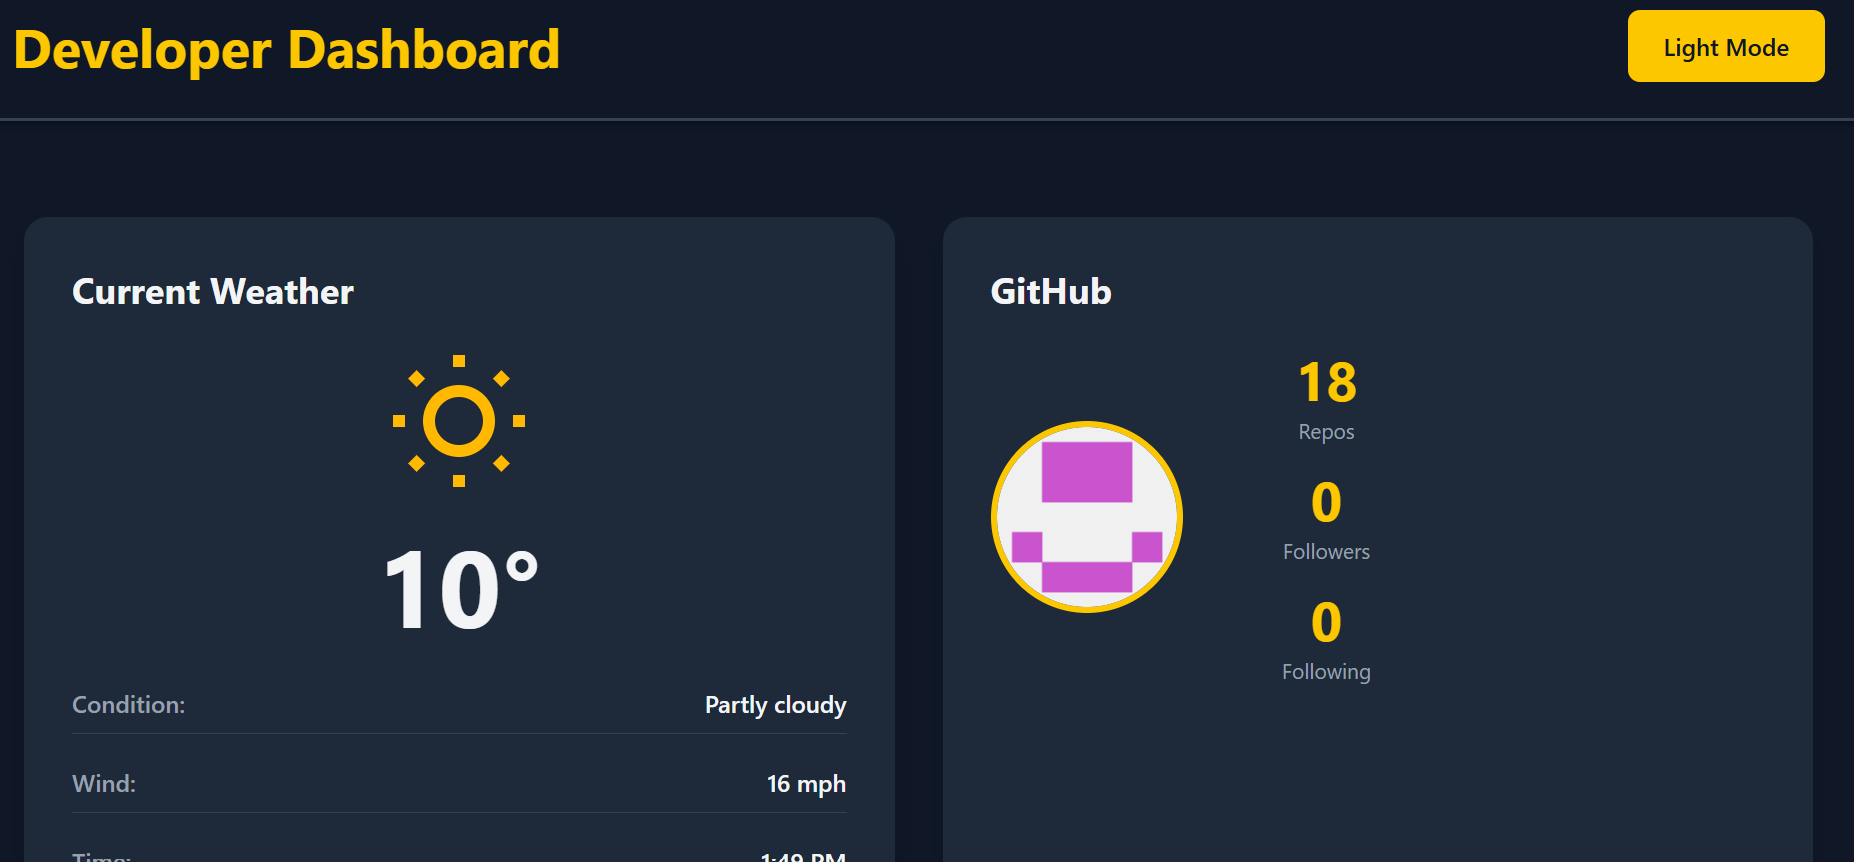 Developer Dashboard
Light Mode
Current Weather
10°
Condition: Partly cloudy
Wind: 16 mph
Time: 1:49 PM
GitHub
18
Repos
0
Followers
0
Following